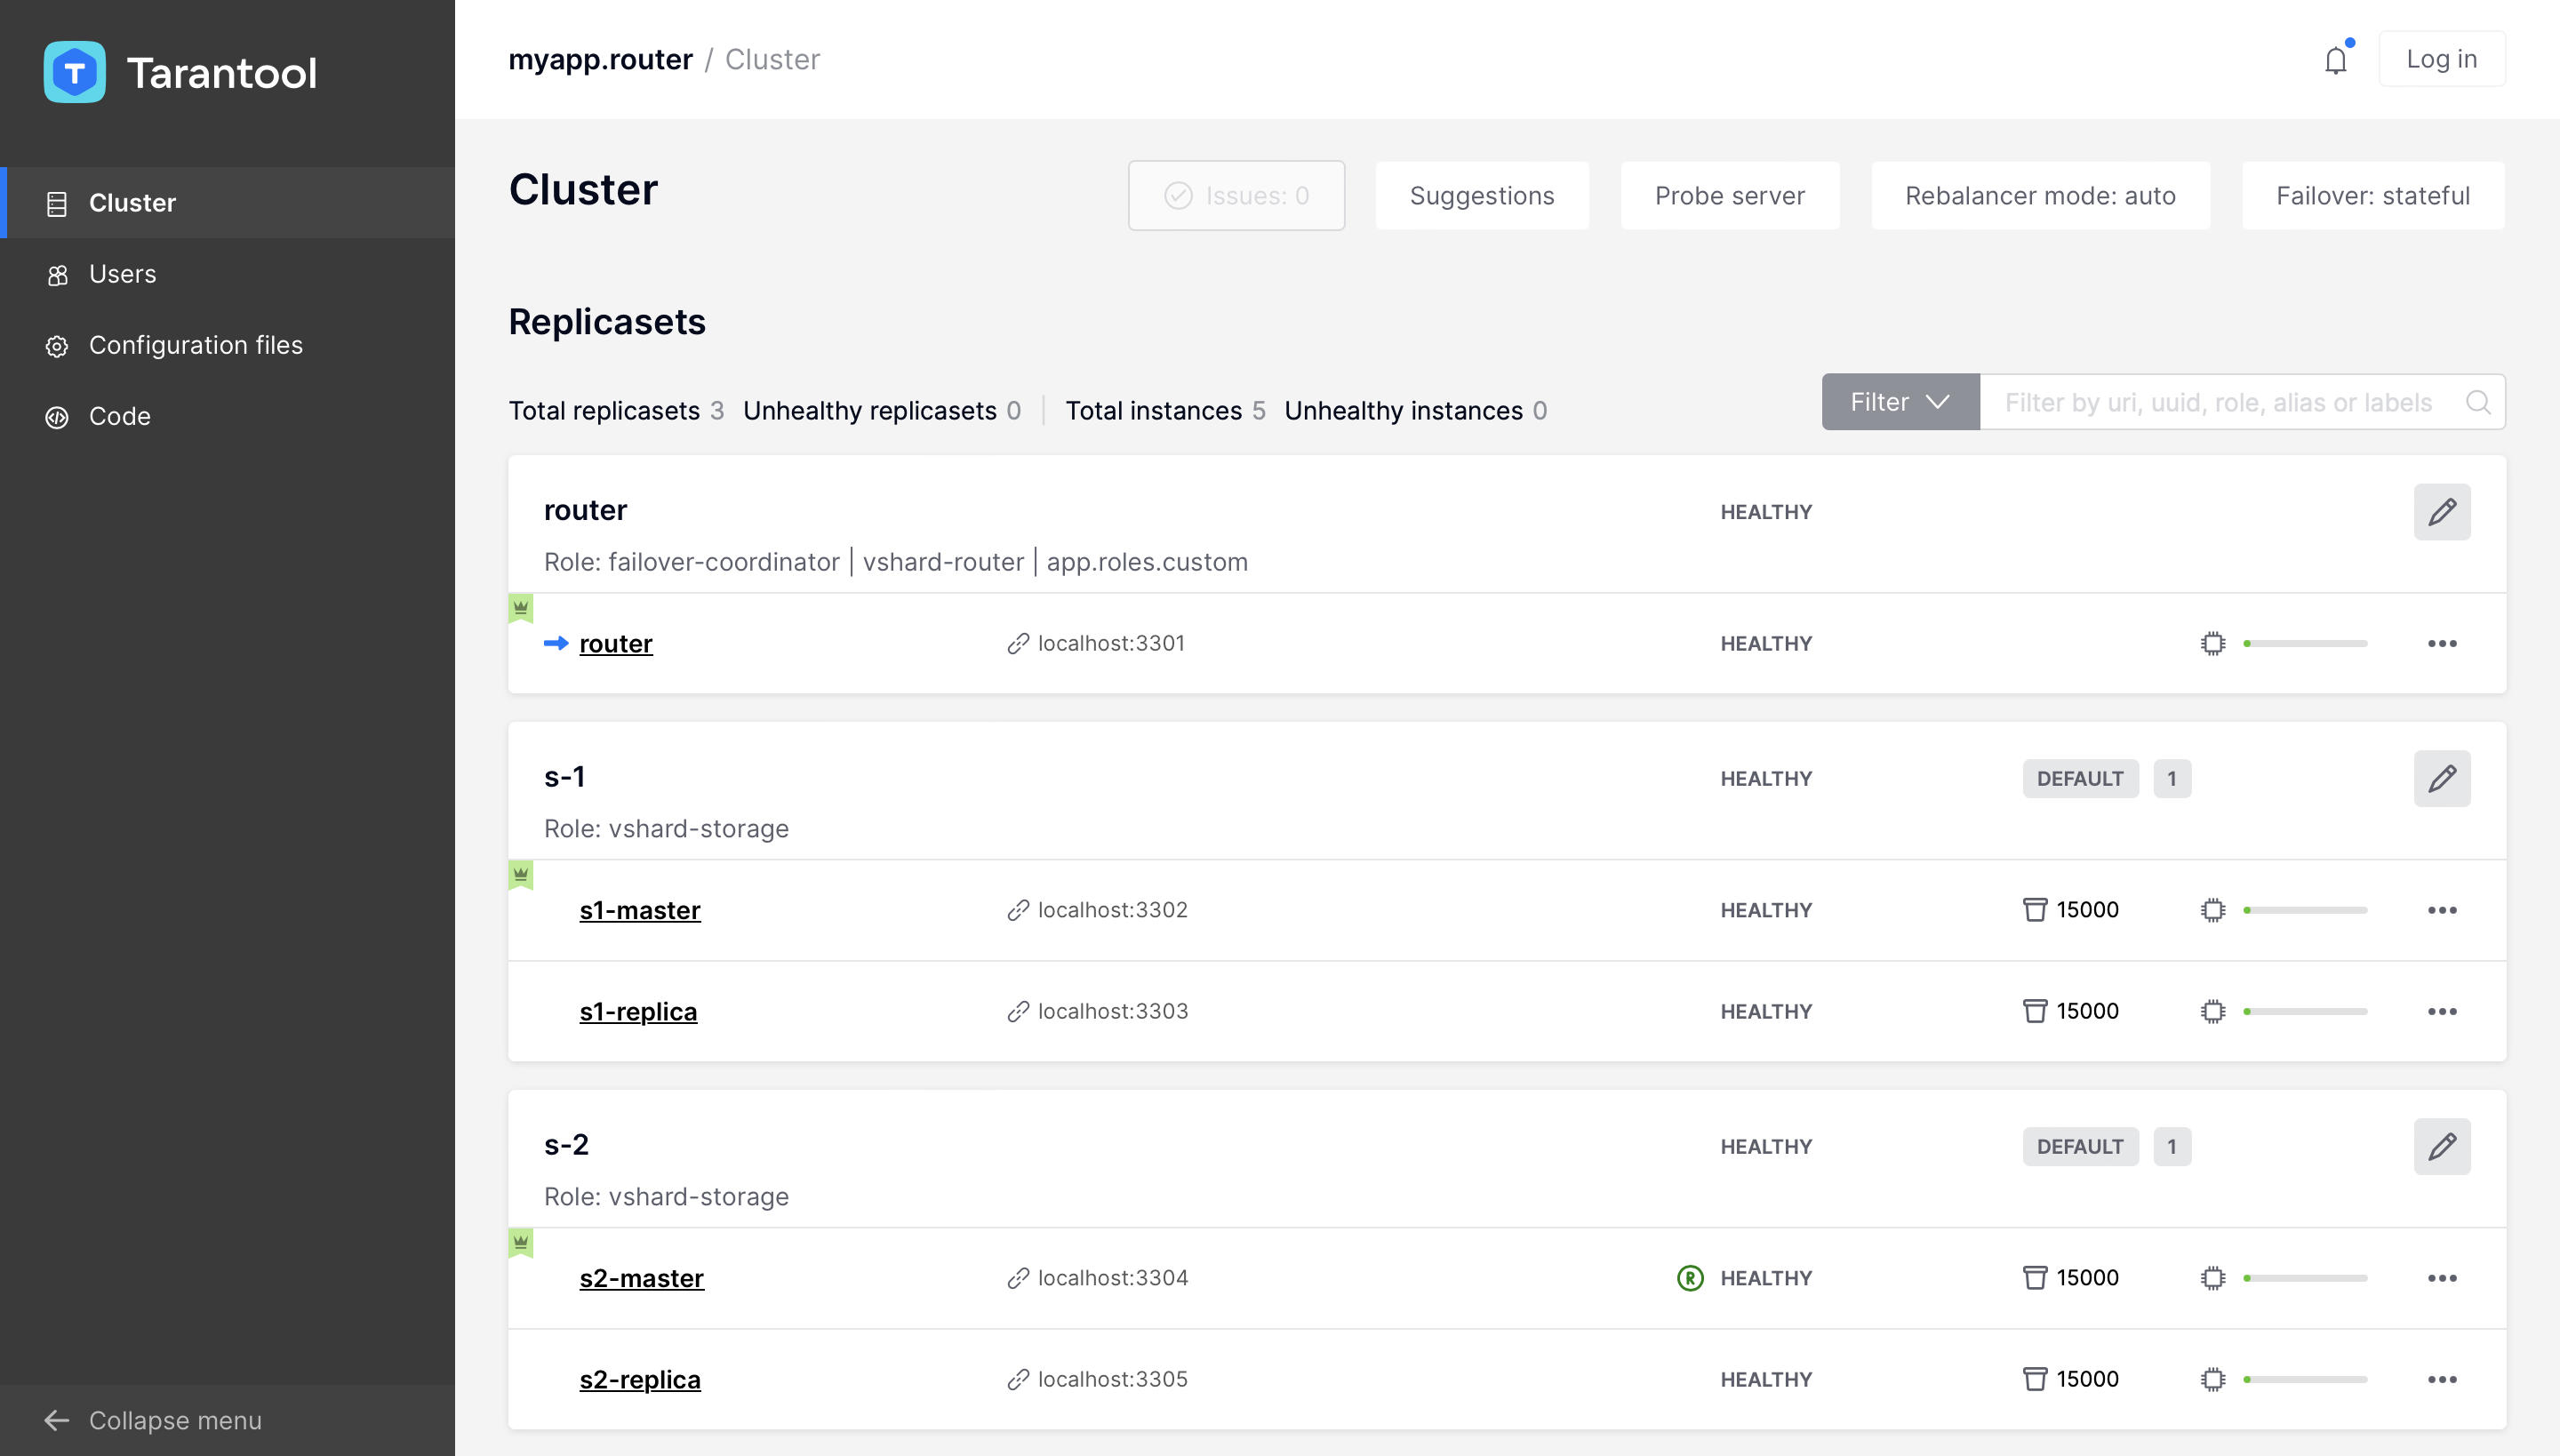 Tarantool
Cluster
Users
Configuration files
Code
Collapse menu
myapp.router / Cluster
Log in
Cluster
Issues: 0
Suggestions
Probe server
Rebalancer mode: auto
Failover: stateful
Replicasets
Total replicasets 3 Unhealthy replicasets 0 | Total instances 5 Unhealthy instances 0
Filter
Filter by uri, uuid, role, alias or labels
router HEALTHY
Role: failover-coordinator | vshard-router | app.roles.custom
router localhost:3301 HEALTHY
s-1 HEALTHY DEFAULT 1
Role: vshard-storage
s1-master localhost:3302 HEALTHY 15000
s1-replica localhost:3303 HEALTHY 15000
s-2 HEALTHY DEFAULT 1
Role: vshard-storage
s2-master localhost:3304 R HEALTHY 15000
s2-replica localhost:3305 HEALTHY 15000